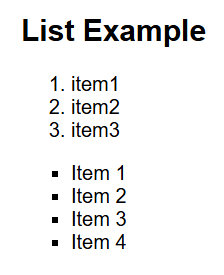 List Example
1. item1
2. item2
3. item3
▪ Item 1
▪ Item 2
▪ Item 3
▪ Item 4